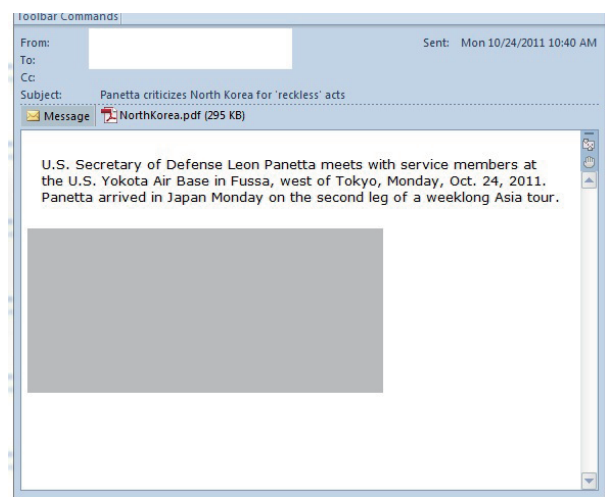 Toolbar Commands
From:
Sent: Mon 10/24/2011 10:40 AM
To:
Cc:
Subject: Panetta criticizes North Korea for 'reckless' acts
Message NorthKorea.pdf (295 KB)
U.S. Secretary of Defense Leon Panetta meets with service members at
the U.S. Yokota Air Base in Fussa, west of Tokyo, Monday, Oct. 24, 2011.
Panetta arrived in Japan Monday on the second leg of a weeklong Asia tour.